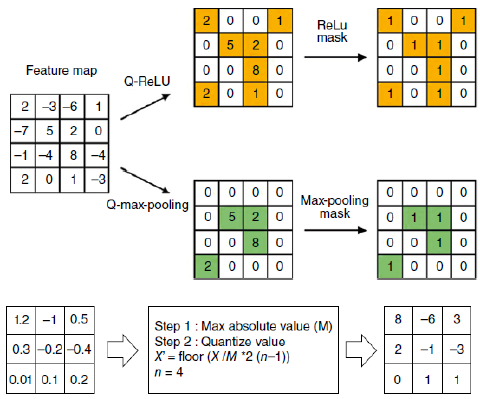 Feature map
2 −3 −6 1
−7 5 2 0
−1 −4 8 −4
2 0 1 −3
Q-ReLU
2 0 0 1
0 5 2 0
0 0 8 0
2 0 1 0
ReLu
mask
1 0 0 1
0 1 1 0
0 0 1 0
1 0 1 0
Q-max-pooling
0 0 0 0
0 5 2 0
0 0 8 0
2 0 0 0
Max-pooling
mask
0 0 0 0
0 1 1 0
0 0 1 0
1 0 0 0
1.2 −1 0.5
0.3 −0.2 −0.4
0.01 0.1 0.2
Step 1 : Max absolute value (M)
Step 2 : Quantize value
X' = floor (X /M *2 (n−1))
n = 4
8 −6 3
2 −1 −3
0 1 1